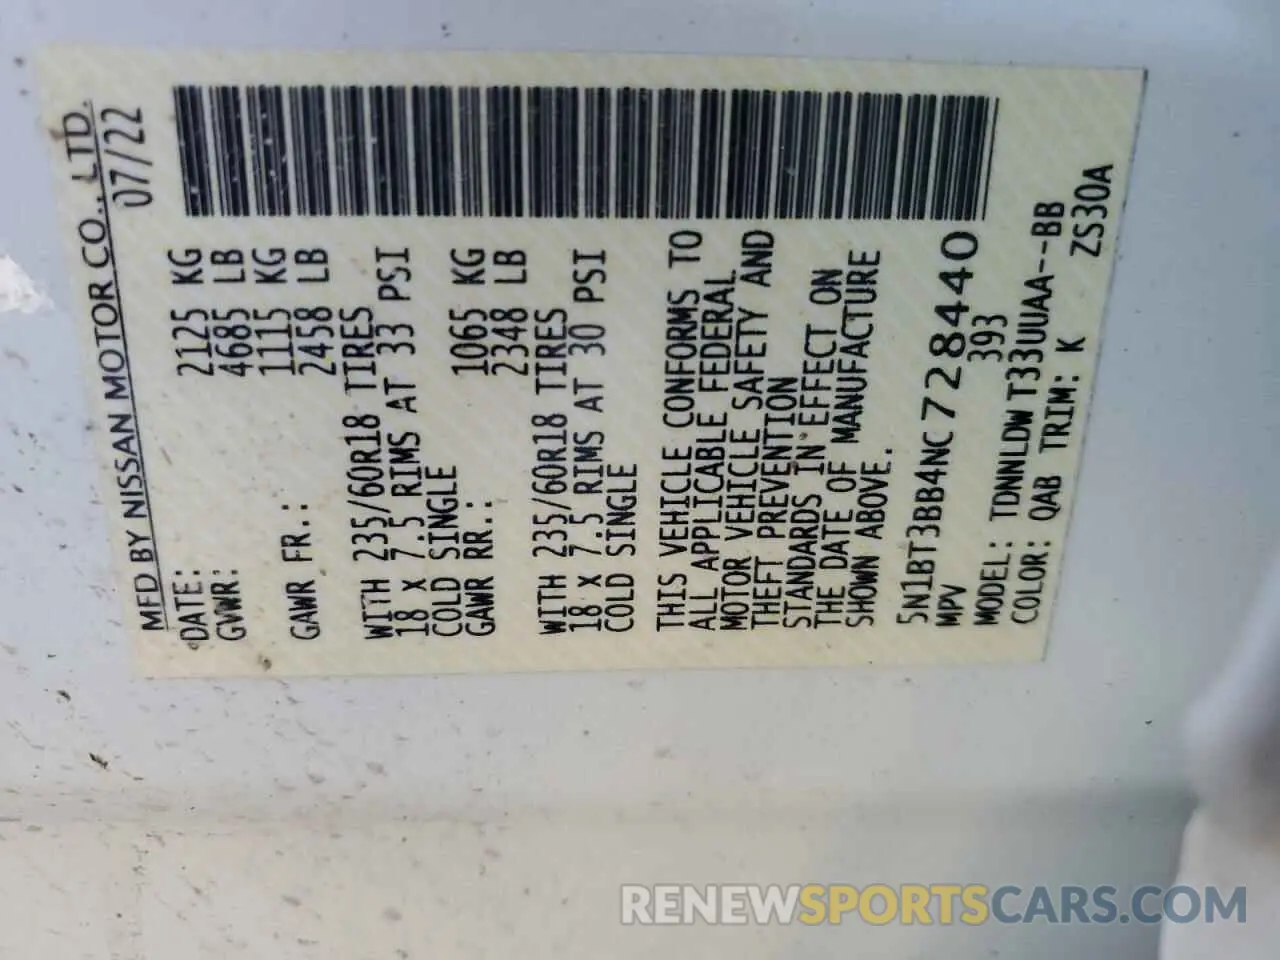 MFD BY NISSAN MOTOR CO., LTD.
DATE: 07/22
GVWR: 2125 KG
4685 LB
GAWR FR.: 1115 KG
2458 LB
WITH 235/60R18 TIRES
18 X 7.5 RIMS AT 33 PSI
COLD SINGLE
GAWR RR.: 1065 KG
2348 LB
WITH 235/60R18 TIRES
18 X 7.5 RIMS AT 30 PSI
COLD SINGLE
THIS VEHICLE CONFORMS TO
ALL APPLICABLE FEDERAL
MOTOR VEHICLE SAFETY AND
THEFT PREVENTION
STANDARDS IN EFFECT ON
THE DATE OF MANUFACTURE
SHOWN ABOVE.
5N1BT3BB4NC728440
MPV 393
MODEL: TDNNLDWT33UUAA--BB
COLOR: QAB TRIM: K ZS30A
RENEWSPORTSCARS.COM